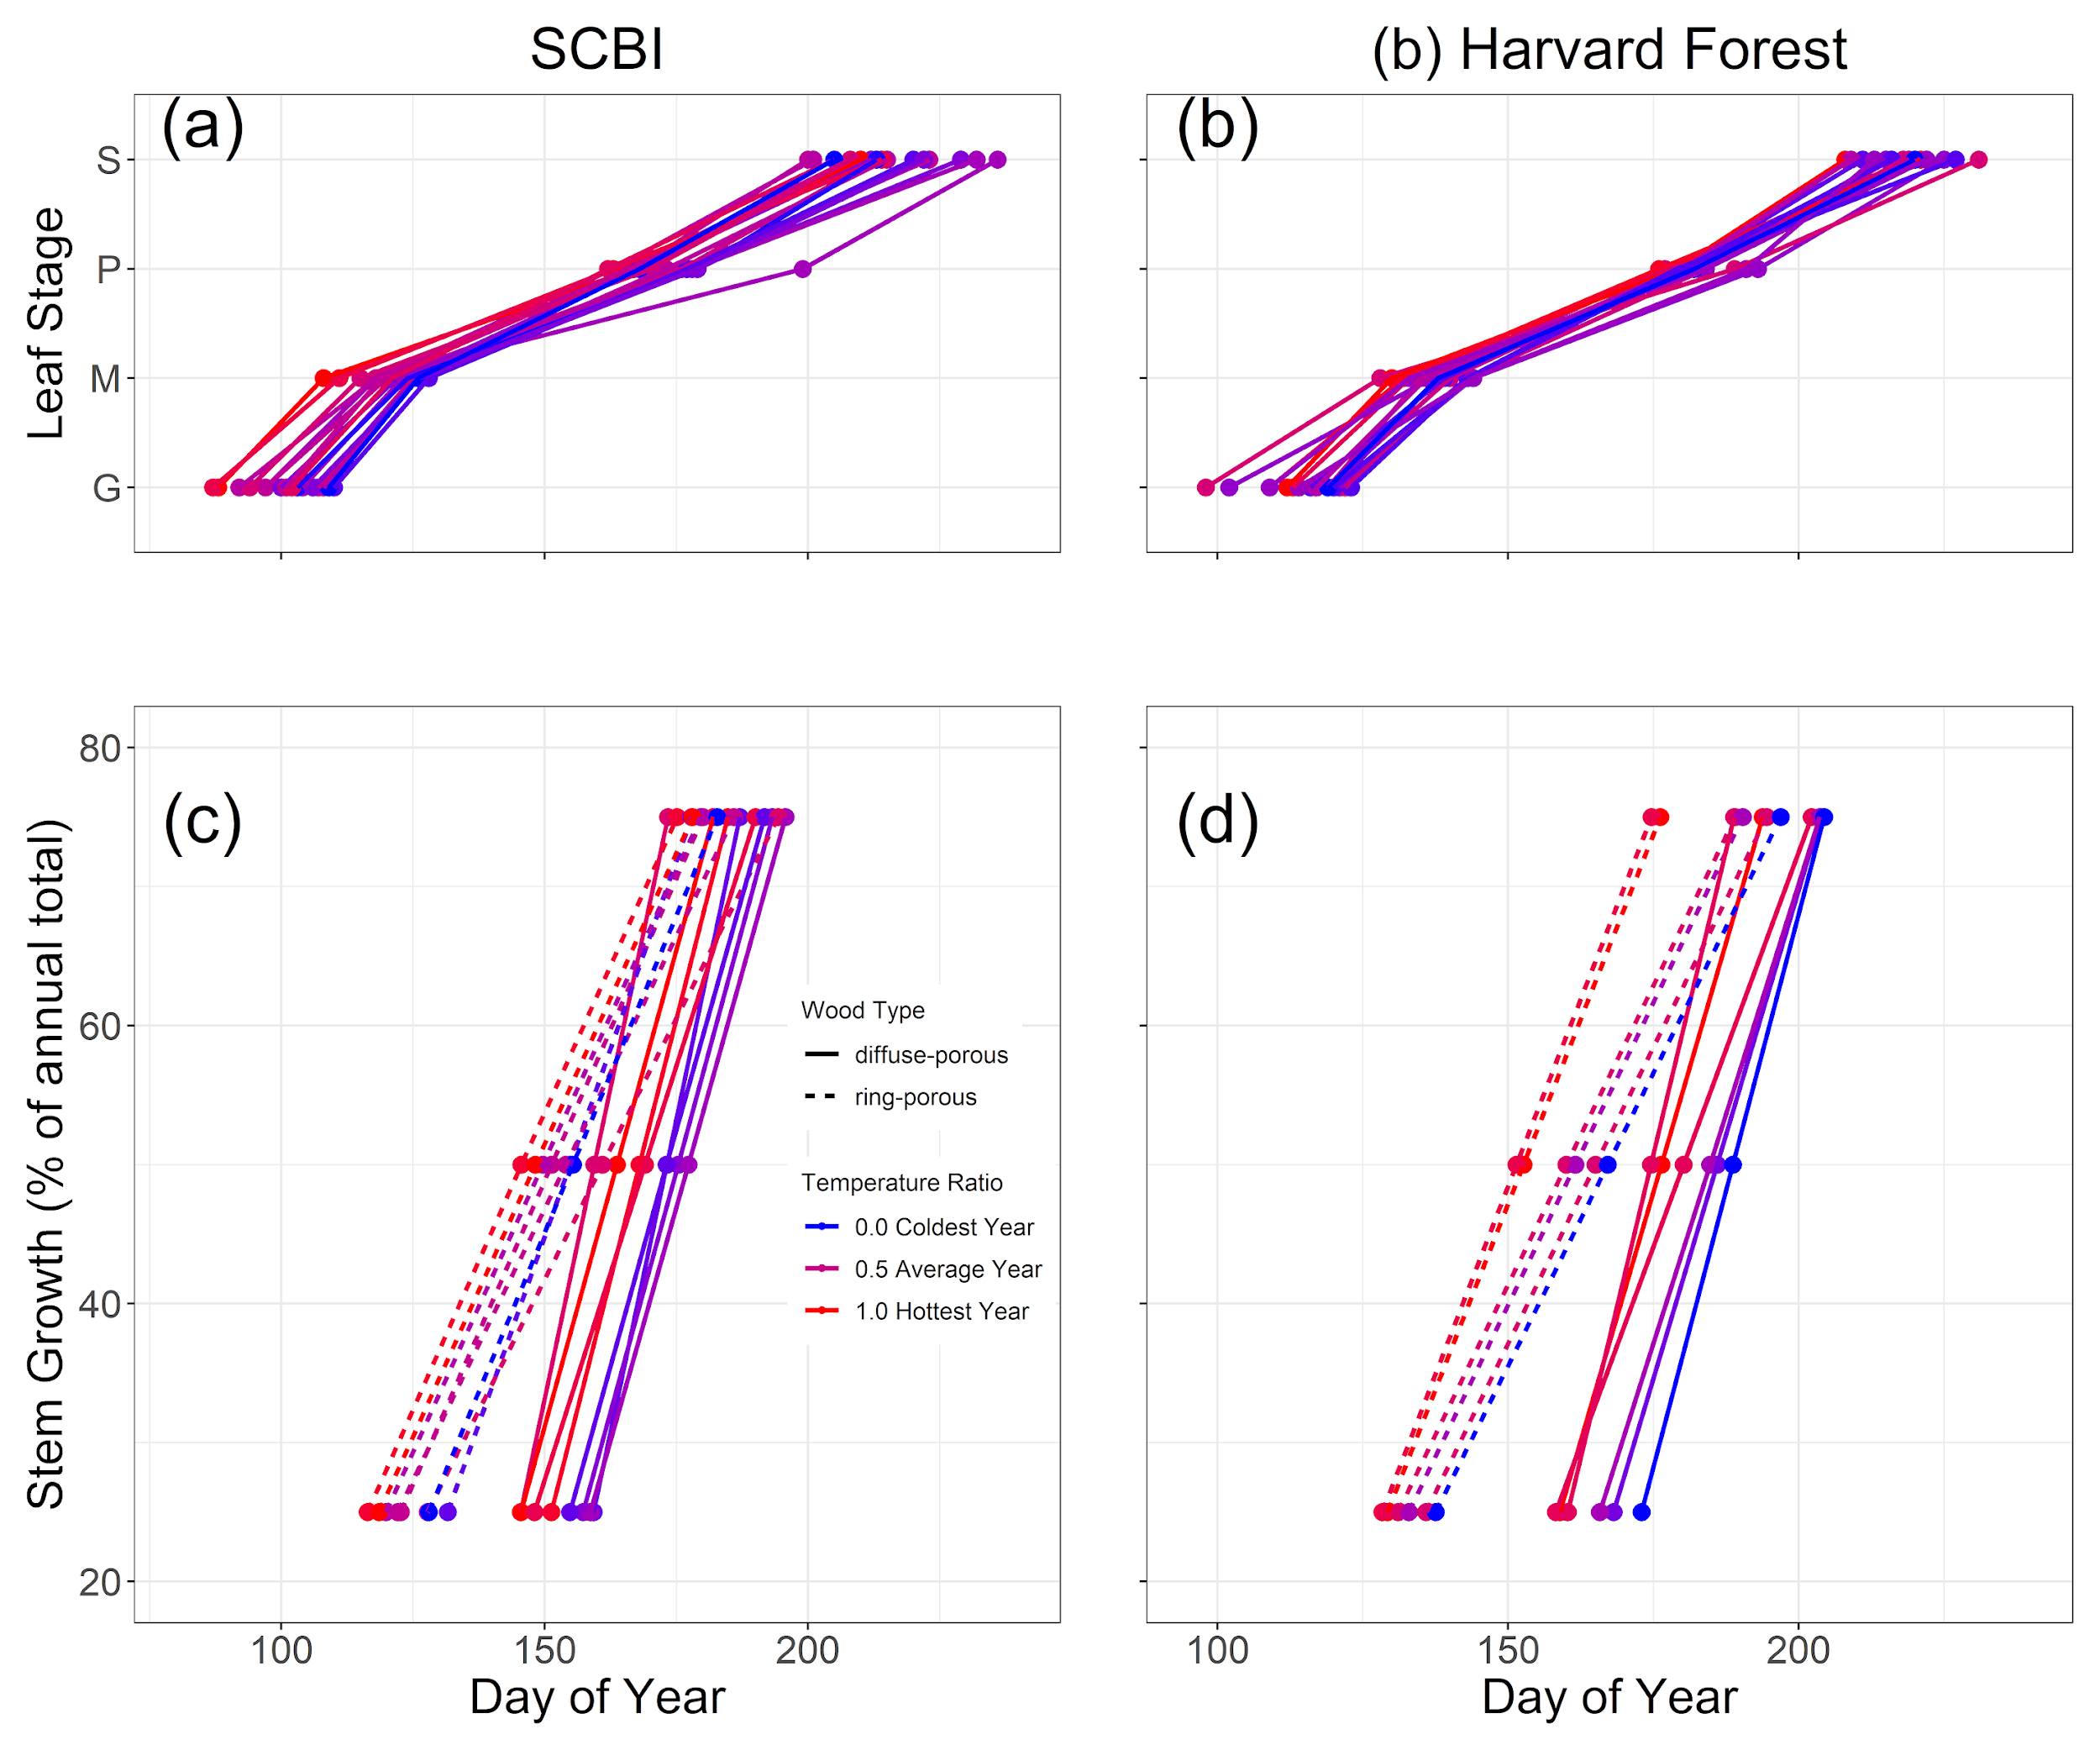 SCBI
(b) Harvard Forest
(a)
(b)
Leaf Stage
S
P
M
G
(c)
(d)
Stem Growth (% of annual total)
80
60
40
20
Wood Type
diffuse-porous
ring-porous
Temperature Ratio
0.0 Coldest Year
0.5 Average Year
1.0 Hottest Year
100 150 200
100 150 200
Day of Year
Day of Year